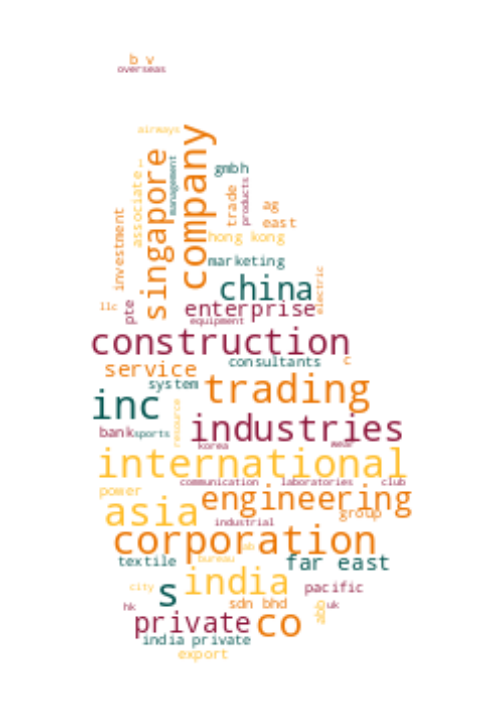 b v
overseas
airways
company
singapore
management
associate
gmbh
products
trade
ag
east
investment
hong kong
marketing
electric
china
llc
pte
enterprise
equipment
construction
consultants
c
service
system
trading
inc
resource
industries
bank
sports
korea
wear
international
communication
laboratories
club
power
engineering
asia
group
industrial
corporation
pb
textile
bureau
far east
city
india
s
pacific
hk
sdn bhd
abb
uk
private
co
india private
export